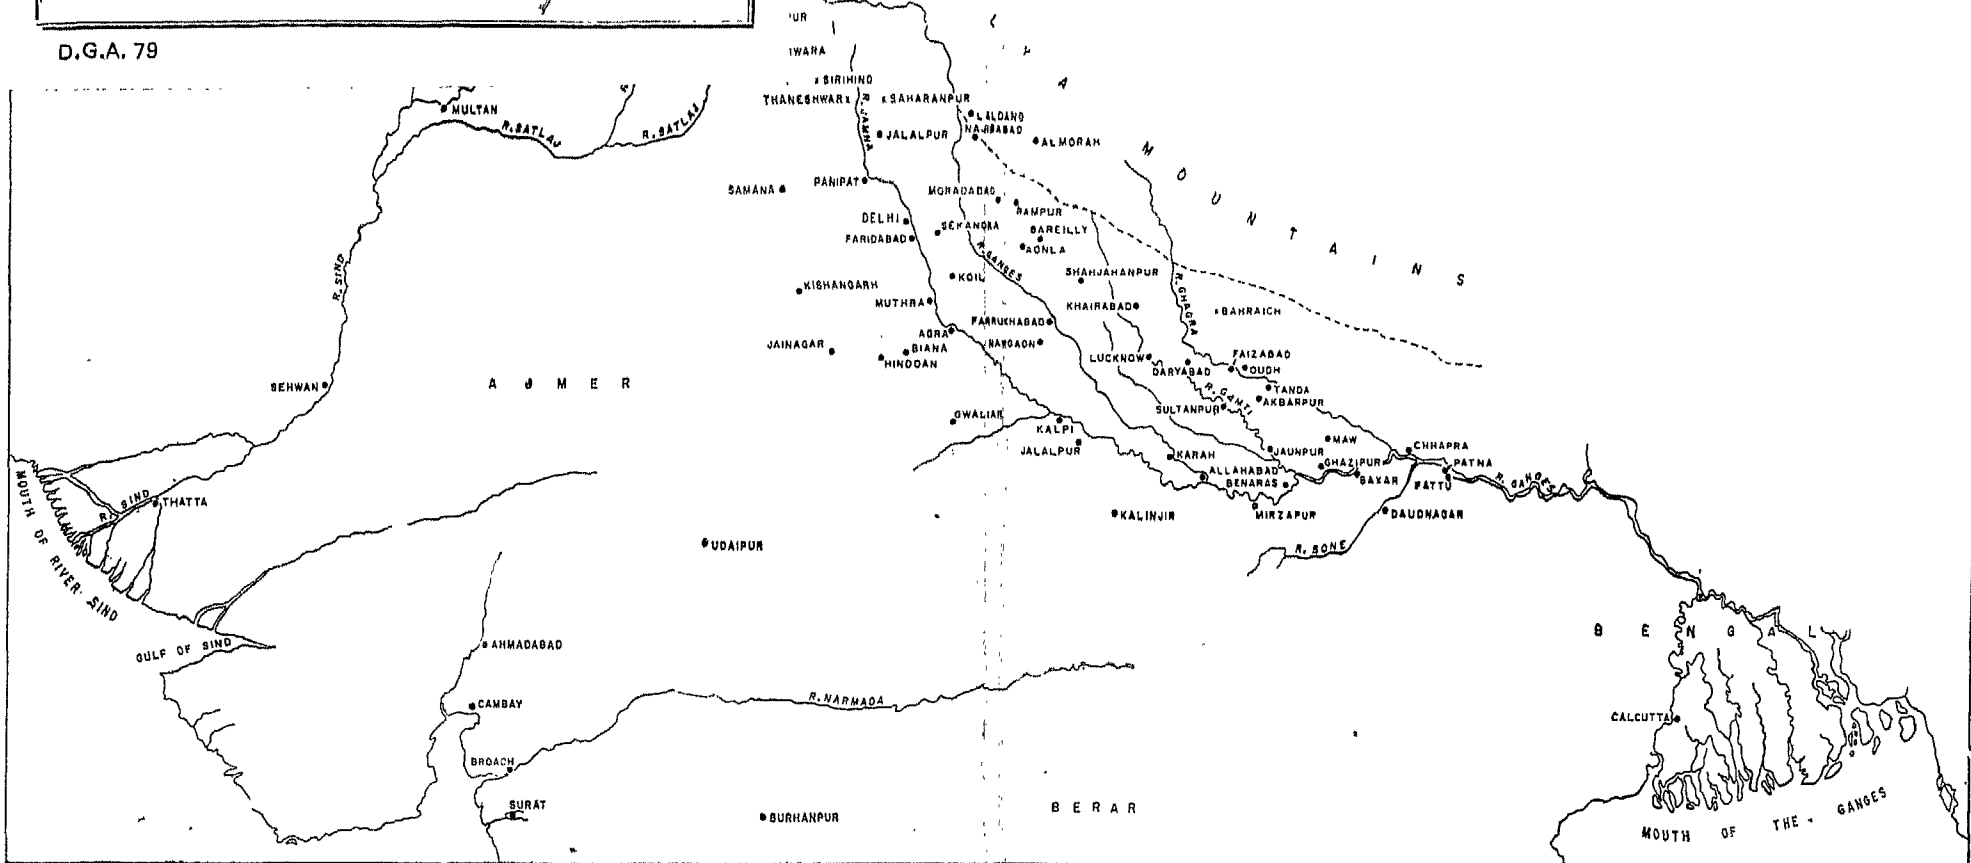 D.G.A. 79
UR
IWARA
SIRIHIND
THANESHWAR
SAHARANPUR
R. JAMNA
LALDANG
NAJIBABAD
JALALPUR
ALMORAH
MULTAN
R. SATLAJ
R. SATLAJ
M O U N T A I N S
SAMANA
PANIPAT
MORADABAD
RAMPUR
DELHI
SEKANDRA
BAREILLY
FARIDABAD
AONLA
R. GANGES
R. SIND
KOIL
SHAHJAHANPUR
KISHANGARH
MUTHRA
KHAIRABAD
R. GHAGRA
BAHRAICH
FARRUKHABAD
AGRA
JAINAGAR
BIANA
HINDOAN
LUCKNOW
FAIZABAD
DARYABAD
OUDH
SEHWAN
A J M E R
TANDA
R. GAMTI
AKBARPUR
SULTANPUR
GWALIAR
KALPI
JALALPUR
MAW
CHHAPRA
JAUNPUR
KARAH
GHAZIPUR
PATNA
ALLAHABAD
BENARAS
BAXAR
FATTU
R. GANGES
MOUTH OF RIVER SIND
R. SIND
THATTA
KALINJIR
MIRZAPUR
DAUDNAGAR
UDAIPUR
R. SONE
GULF OF SIND
AHMADABAD
B E N G A L
R. NARMADA
CAMBAY
CALCUTTA
BROACH
SURAT
BURHANPUR
B E R A R
MOUTH OF THE GANGES